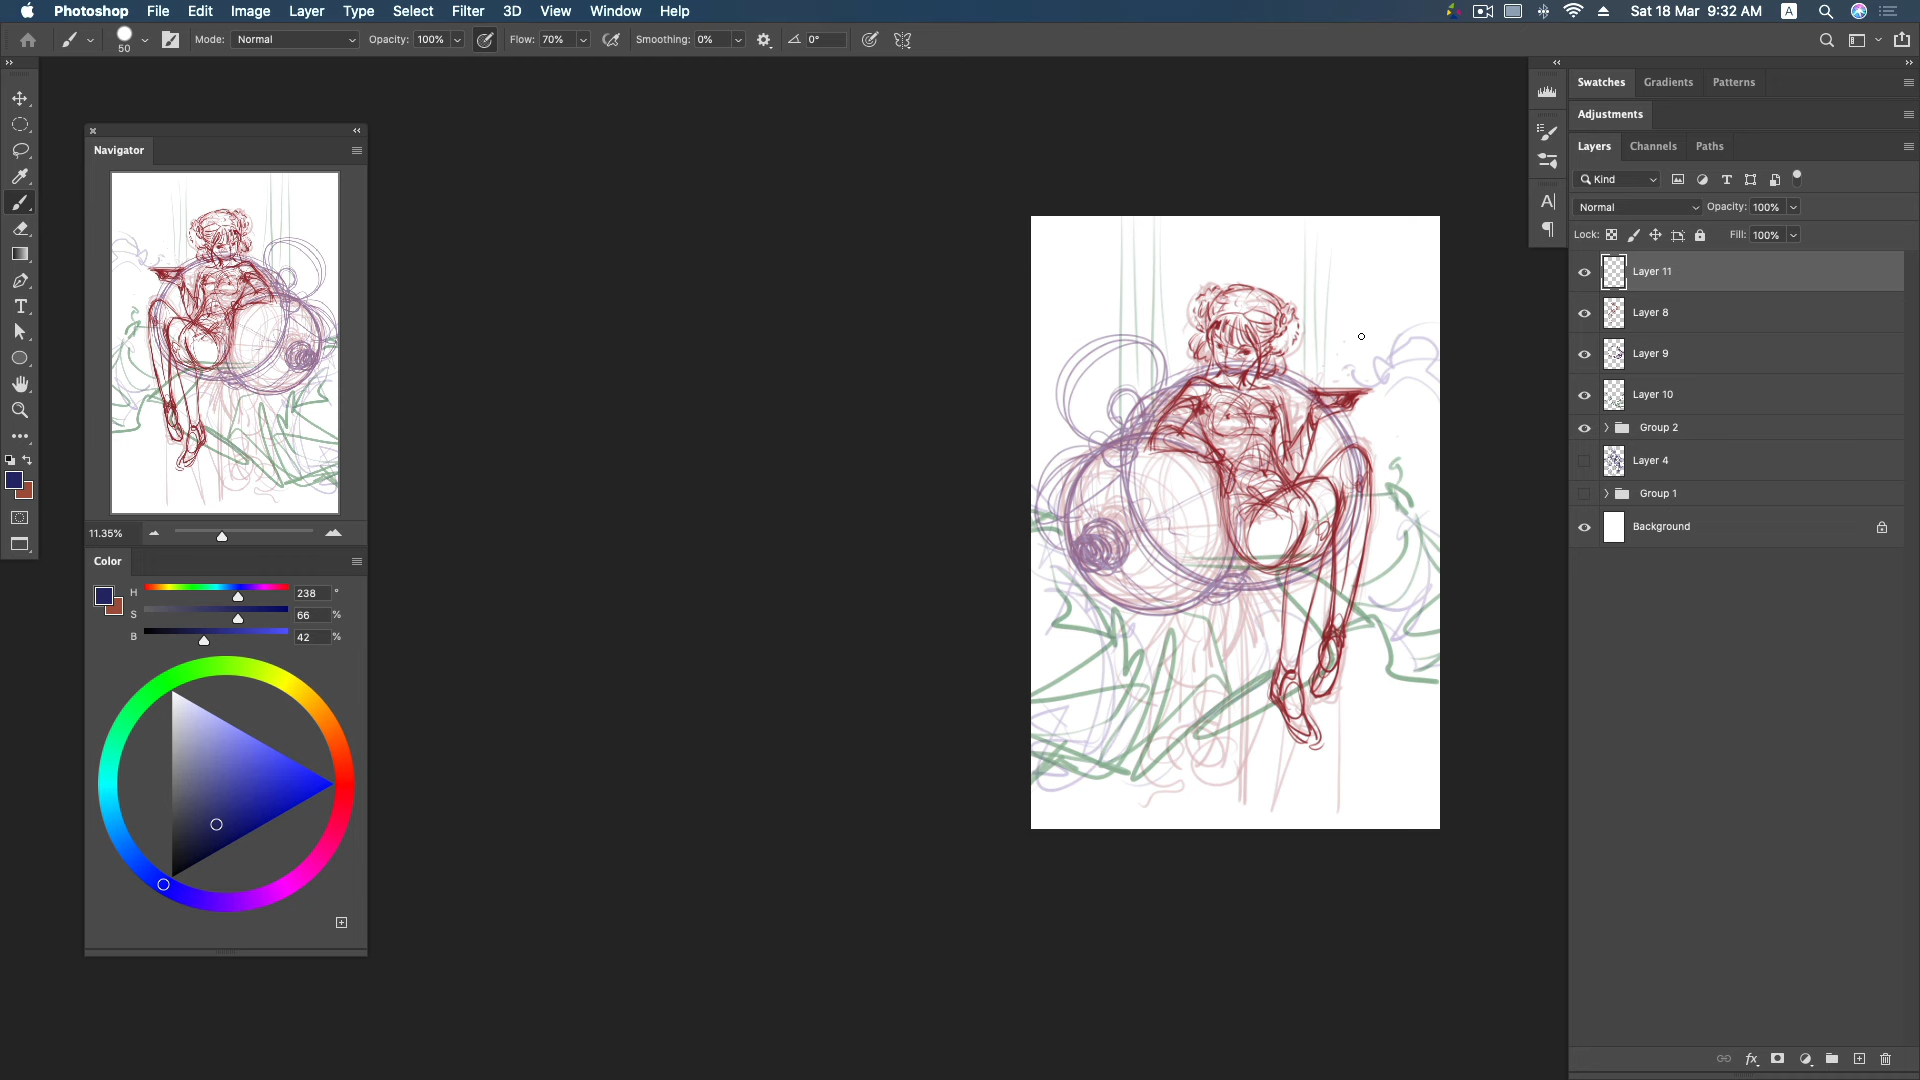 Photoshop File Edit Image Layer Type Select Filter 3D View Window Help Sat 18 Mar 9:32 AM A
50 Mode: Normal Opacity: 100% Flow: 70% Smoothing: 0% 0°
Swatches Gradients Patterns
Adjustments
Layers Channels Paths
Kind
Normal Opacity: 100%
Lock: Fill: 100%
Layer 11
Layer 8
Layer 9
Layer 10
Group 2
Layer 4
Group 1
Background
Navigator
11.35%
Color
H 238 °
S 66 %
B 42 %